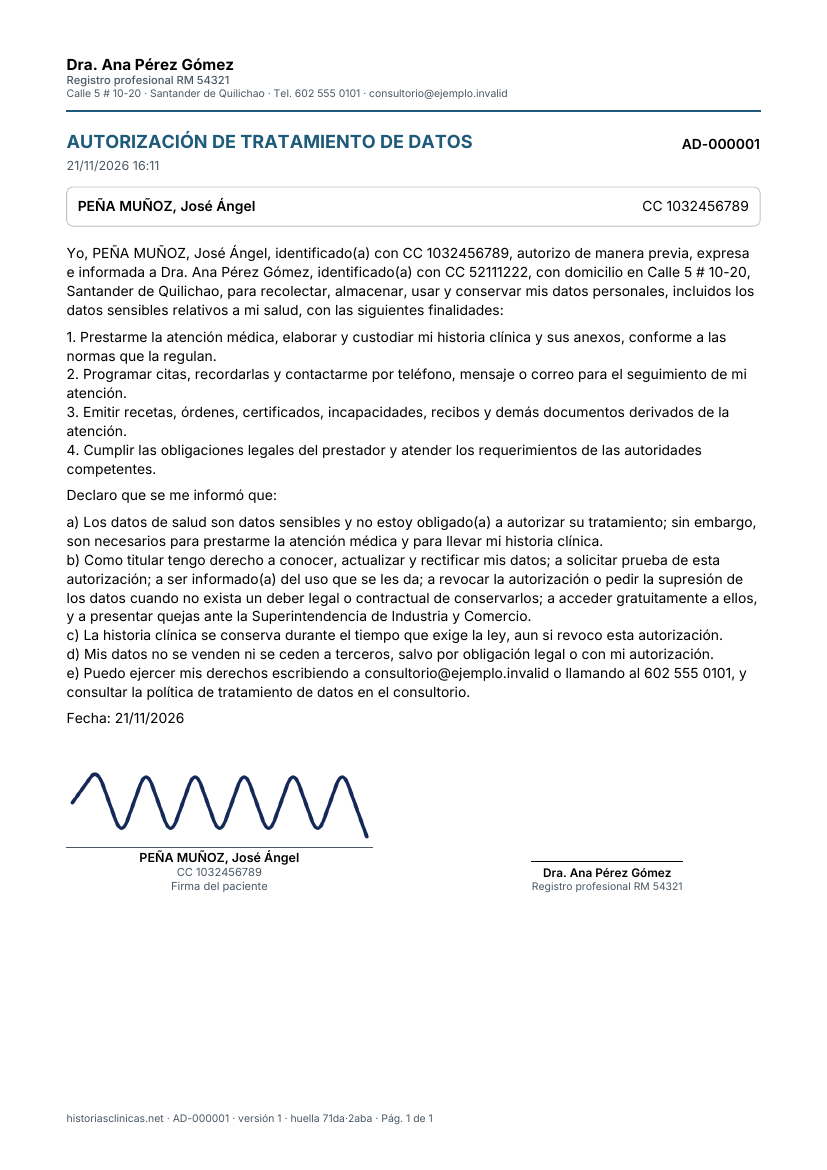 Dra. Ana Pérez Gómez
Registro profesional RM 54321
Calle 5 # 10-20 · Santander de Quilichao · Tel. 602 555 0101 · consultorio@ejemplo.invalid
AUTORIZACIÓN DE TRATAMIENTO DE DATOS
AD-000001
21/11/2026 16:11
PEÑA MUÑOZ, José Ángel
CC 1032456789
Yo, PEÑA MUÑOZ, José Ángel, identificado(a) con CC 1032456789, autorizo de manera previa, expresa
e informada a Dra. Ana Pérez Gómez, identificado(a) con CC 52111222, con domicilio en Calle 5 # 10-20,
Santander de Quilichao, para recolectar, almacenar, usar y conservar mis datos personales, incluidos los
datos sensibles relativos a mi salud, con las siguientes finalidades:
1. Prestarme la atención médica, elaborar y custodiar mi historia clínica y sus anexos, conforme a las
normas que la regulan.
2. Programar citas, recordarlas y contactarme por teléfono, mensaje o correo para el seguimiento de mi
atención.
3. Emitir recetas, órdenes, certificados, incapacidades, recibos y demás documentos derivados de la
atención.
4. Cumplir las obligaciones legales del prestador y atender los requerimientos de las autoridades
competentes.
Declaro que se me informó que:
a) Los datos de salud son datos sensibles y no estoy obligado(a) a autorizar su tratamiento; sin embargo,
son necesarios para prestarme la atención médica y para llevar mi historia clínica.
b) Como titular tengo derecho a conocer, actualizar y rectificar mis datos; a solicitar prueba de esta
autorización; a ser informado(a) del uso que se les da; a revocar la autorización o pedir la supresión de
los datos cuando no exista un deber legal o contractual de conservarlos; a acceder gratuitamente a ellos,
y a presentar quejas ante la Superintendencia de Industria y Comercio.
c) La historia clínica se conserva durante el tiempo que exige la ley, aun si revoco esta autorización.
d) Mis datos no se venden ni se ceden a terceros, salvo por obligación legal o con mi autorización.
e) Puedo ejercer mis derechos escribiendo a consultorio@ejemplo.invalid o llamando al 602 555 0101, y
consultar la política de tratamiento de datos en el consultorio.
Fecha: 21/11/2026
PEÑA MUÑOZ, José Ángel
CC 1032456789
Firma del paciente
Dra. Ana Pérez Gómez
Registro profesional RM 54321
historiasclinicas.net · AD-000001 · versión 1 · huella 71da·2aba · Pág. 1 de 1